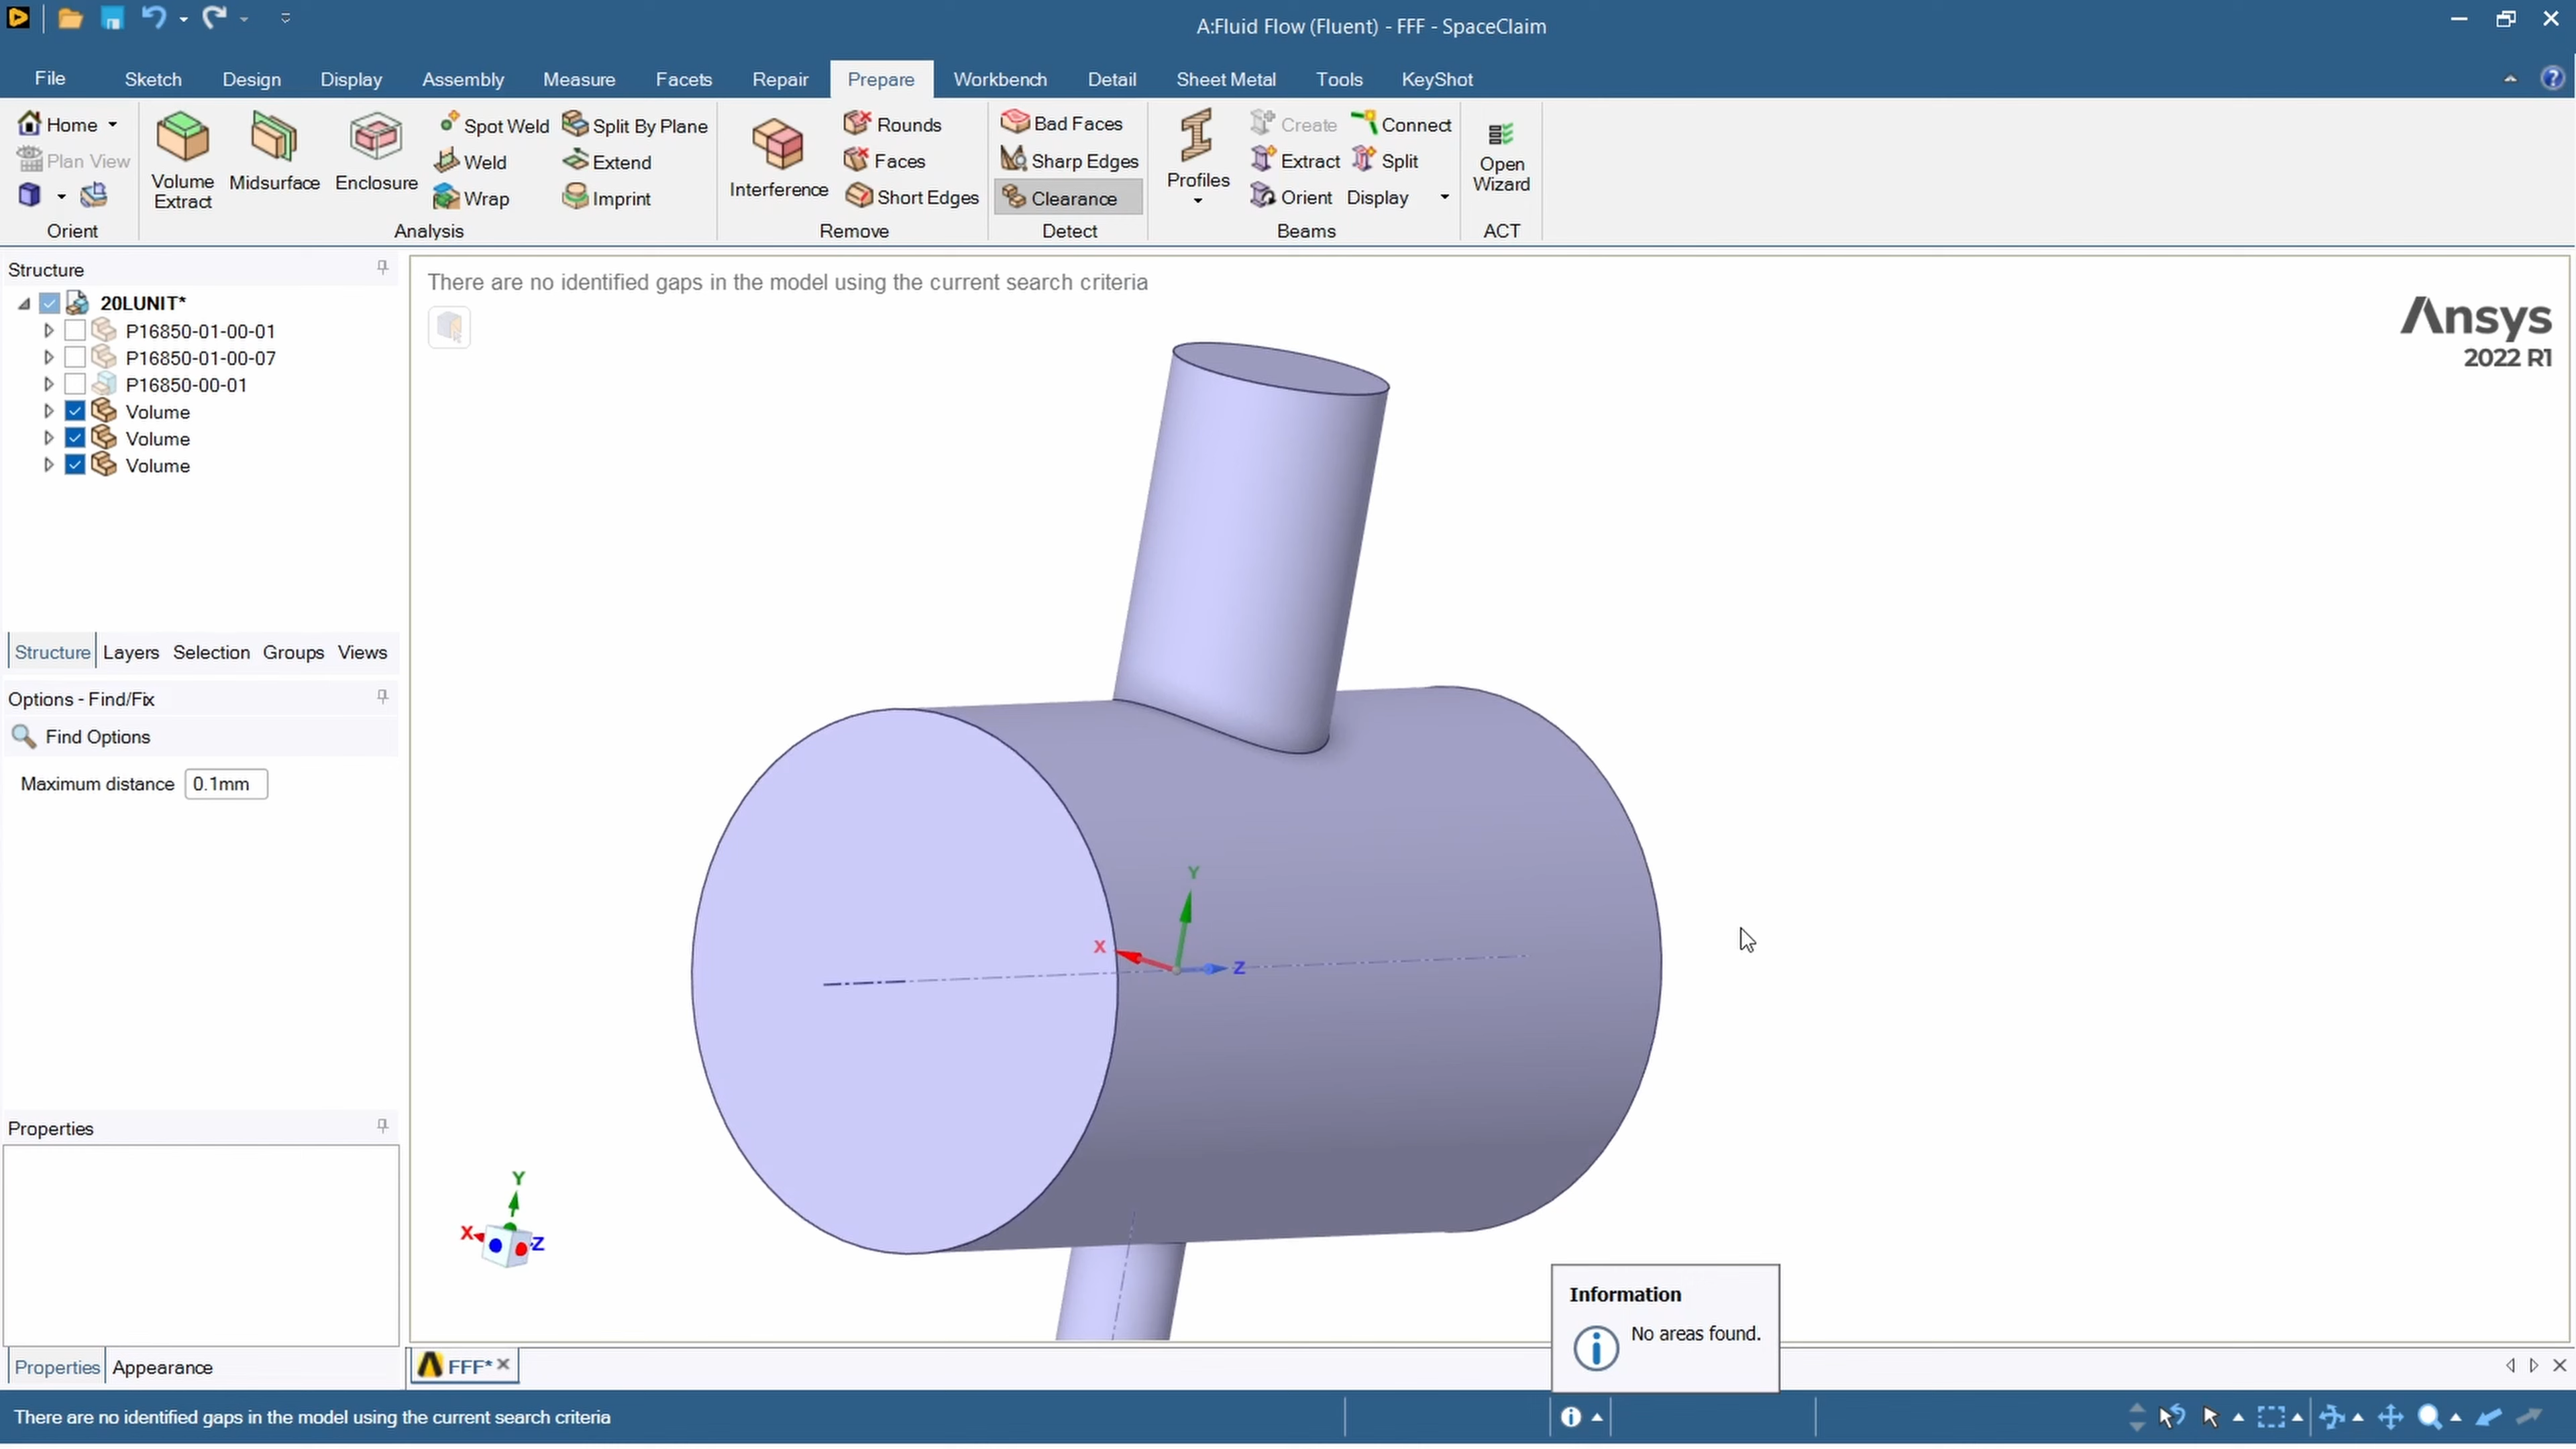 A:Fluid Flow (Fluent) - FFF - SpaceClaim
File Sketch Design Display Assembly Measure Facets Repair Prepare Workbench Detail Sheet Metal Tools KeyShot
Home
Plan View
Orient
Volume Extract
Midsurface
Enclosure
Spot Weld
Weld
Wrap
Split By Plane
Extend
Imprint
Analysis
Interference
Rounds
Faces
Short Edges
Remove
Bad Faces
Sharp Edges
Clearance
Detect
Profiles
Create
Extract
Orient
Connect
Split
Display
Beams
Open Wizard
ACT
Structure
20LUNIT*
P16850-01-00-01
P16850-01-00-07
P16850-00-01
Volume
Volume
Volume
Structure Layers Selection Groups Views
Options - Find/Fix
Find Options
Maximum distance 0.1mm
Properties
Properties Appearance
There are no identified gaps in the model using the current search criteria
Ansys
2022 R1
Y
X
Z
Y
X
Z
Information
No areas found.
FFF*
There are no identified gaps in the model using the current search criteria